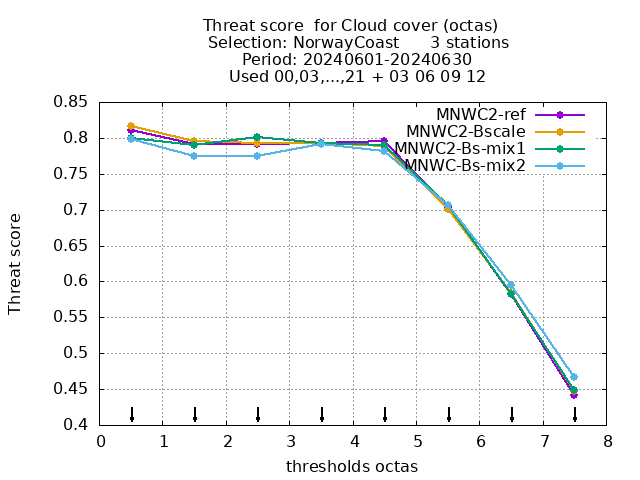 Threat score  for Cloud cover (octas)
Selection: NorwayCoast      3 stations
Period: 20240601-20240630
Used 00,03,...,21 + 03 06 09 12
MNWC2-ref
MNWC2-Bscale
MNWC2-Bs-mix1
MNWC-Bs-mix2
Threat score
0.85
0.8
0.75
0.7
0.65
0.6
0.55
0.5
0.45
0.4
0 1 2 3 4 5 6 7 8
thresholds octas